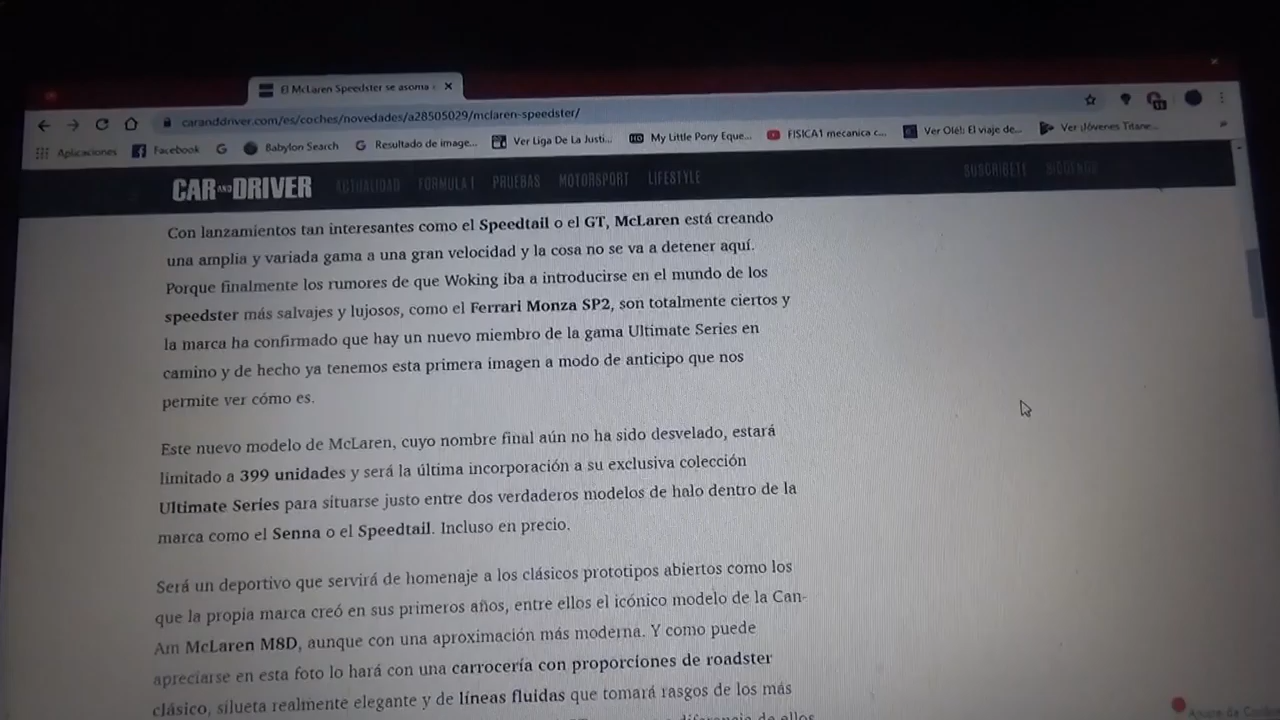 El McLaren Speedster se asoma
caranddriver.com/es/coches/novedades/a28505029/mclaren-speedster/
Aplicaciones Facebook Babylon Search Resultado de image... Ver Liga De La Justi... My Little Pony Eque... FISICA1 mecanica c... Ver ¡Olé!: El viaje de... Ver ¡Jóvenes Titane...
CAR AND DRIVER ACTUALIDAD FORMULA 1 PRUEBAS MOTORSPORT LIFESTYLE SUSCRÍBETE SÍGUENOS
Con lanzamientos tan interesantes como el Speedtail o el GT, McLaren está creando
una amplia y variada gama a una gran velocidad y la cosa no se va a detener aquí.
Porque finalmente los rumores de que Woking iba a introducirse en el mundo de los
speedster más salvajes y lujosos, como el Ferrari Monza SP2, son totalmente ciertos y
la marca ha confirmado que hay un nuevo miembro de la gama Ultimate Series en
camino y de hecho ya tenemos esta primera imagen a modo de anticipo que nos
permite ver cómo es.
Este nuevo modelo de McLaren, cuyo nombre final aún no ha sido desvelado, estará
limitado a 399 unidades y será la última incorporación a su exclusiva colección
Ultimate Series para situarse justo entre dos verdaderos modelos de halo dentro de la
marca como el Senna o el Speedtail. Incluso en precio.
Será un deportivo que servirá de homenaje a los clásicos prototipos abiertos como los
que la propia marca creó en sus primeros años, entre ellos el icónico modelo de la Can-
Am McLaren M8D, aunque con una aproximación más moderna. Y como puede
apreciarse en esta foto lo hará con una carrocería con proporciones de roadster
clásico, silueta realmente elegante y de líneas fluidas que tomará rasgos de los más